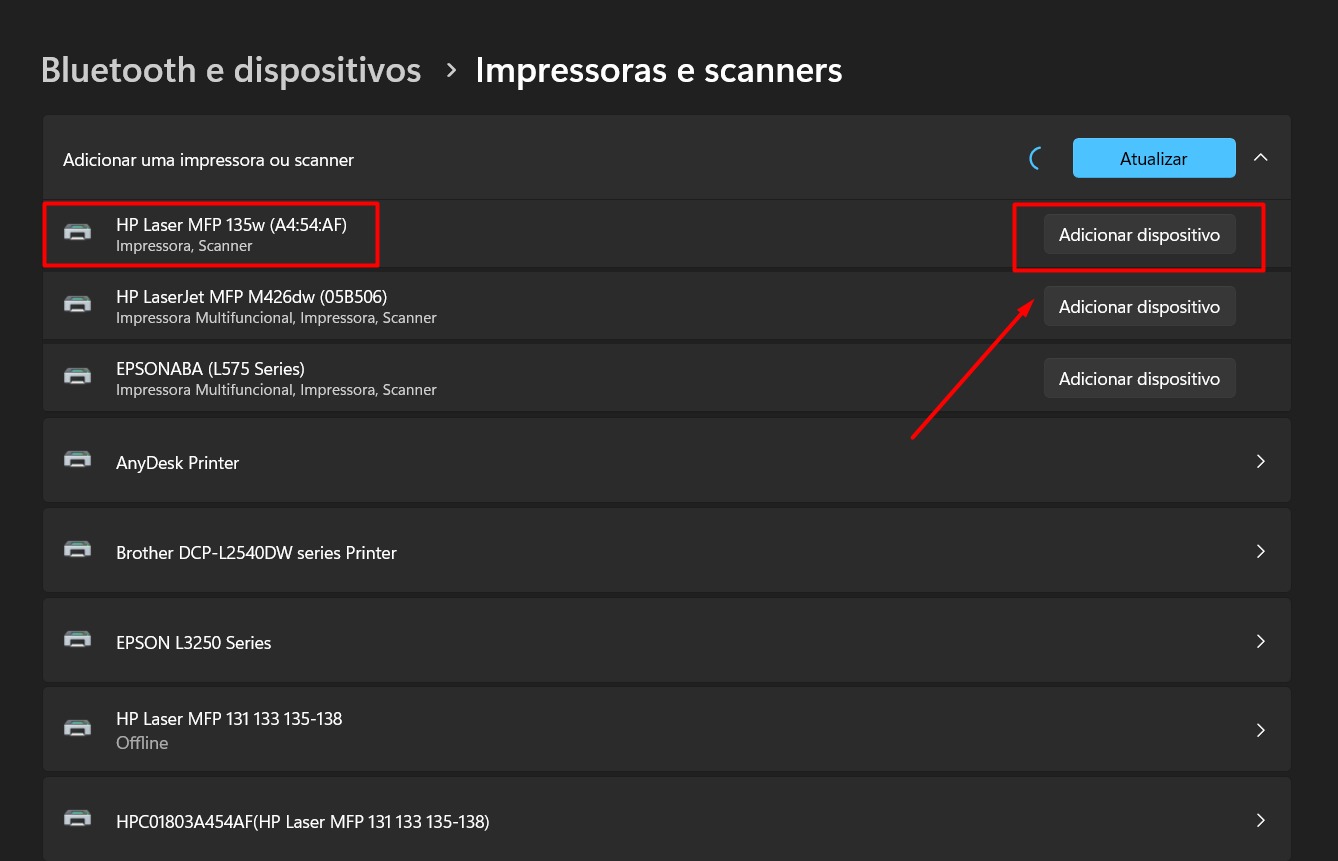 Bluetooth e dispositivos > Impressoras e scanners
Adicionar uma impressora ou scanner
Atualizar
HP Laser MFP 135w (A4:54:AF)
Impressora, Scanner
Adicionar dispositivo
HP LaserJet MFP M426dw (05B506)
Impressora Multifuncional, Impressora, Scanner
Adicionar dispositivo
EPSONABA (L575 Series)
Impressora Multifuncional, Impressora, Scanner
Adicionar dispositivo
AnyDesk Printer
Brother DCP-L2540DW series Printer
EPSON L3250 Series
HP Laser MFP 131 133 135-138
Offline
HPC01803A454AF(HP Laser MFP 131 133 135-138)